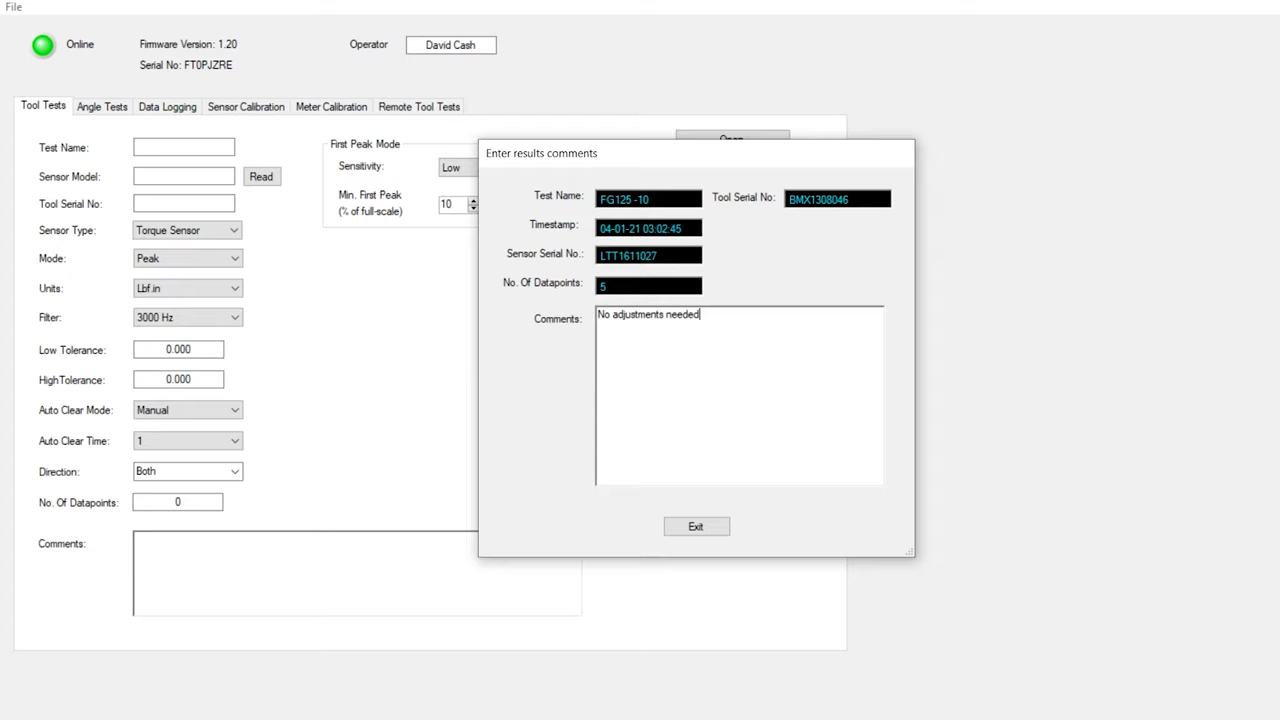 File
Online
Firmware Version: 1.20
Operator
David Cash
Serial No: FT0PJZRE
Tool Tests
Angle Tests
Data Logging
Sensor Calibration
Meter Calibration
Remote Tool Tests
Test Name:
Sensor Model:
Read
Tool Serial No:
Sensor Type:
Torque Sensor
Mode:
Peak
Units:
Lbf.in
Filter:
3000 Hz
Low Tolerance:
0.000
HighTolerance:
0.000
Auto Clear Mode:
Manual
Auto Clear Time:
1
Direction:
Both
No. Of Datapoints:
0
Comments:
First Peak Mode
Sensitivity:
Low
Min. First Peak
(% of full-scale)
10
Open
Enter results comments
Test Name:
FG125 -10
Tool Serial No:
BMX1308046
Timestamp:
04-01-21 03:02:45
Sensor Serial No.:
LTT1611027
No. Of Datapoints:
5
Comments:
No adjustments needed
Exit